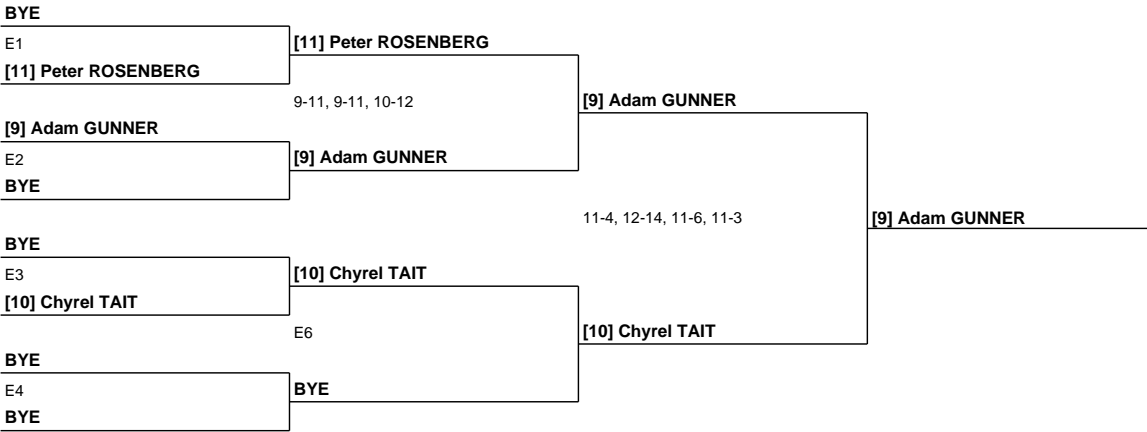 BYE
E1
[11] Peter ROSENBERG
[11] Peter ROSENBERG
9-11, 9-11, 10-12
[9] Adam GUNNER
[9] Adam GUNNER
E2
[9] Adam GUNNER
BYE
11-4, 12-14, 11-6, 11-3
[9] Adam GUNNER
BYE
E3
[10] Chyrel TAIT
[10] Chyrel TAIT
E6
[10] Chyrel TAIT
BYE
E4
BYE
BYE